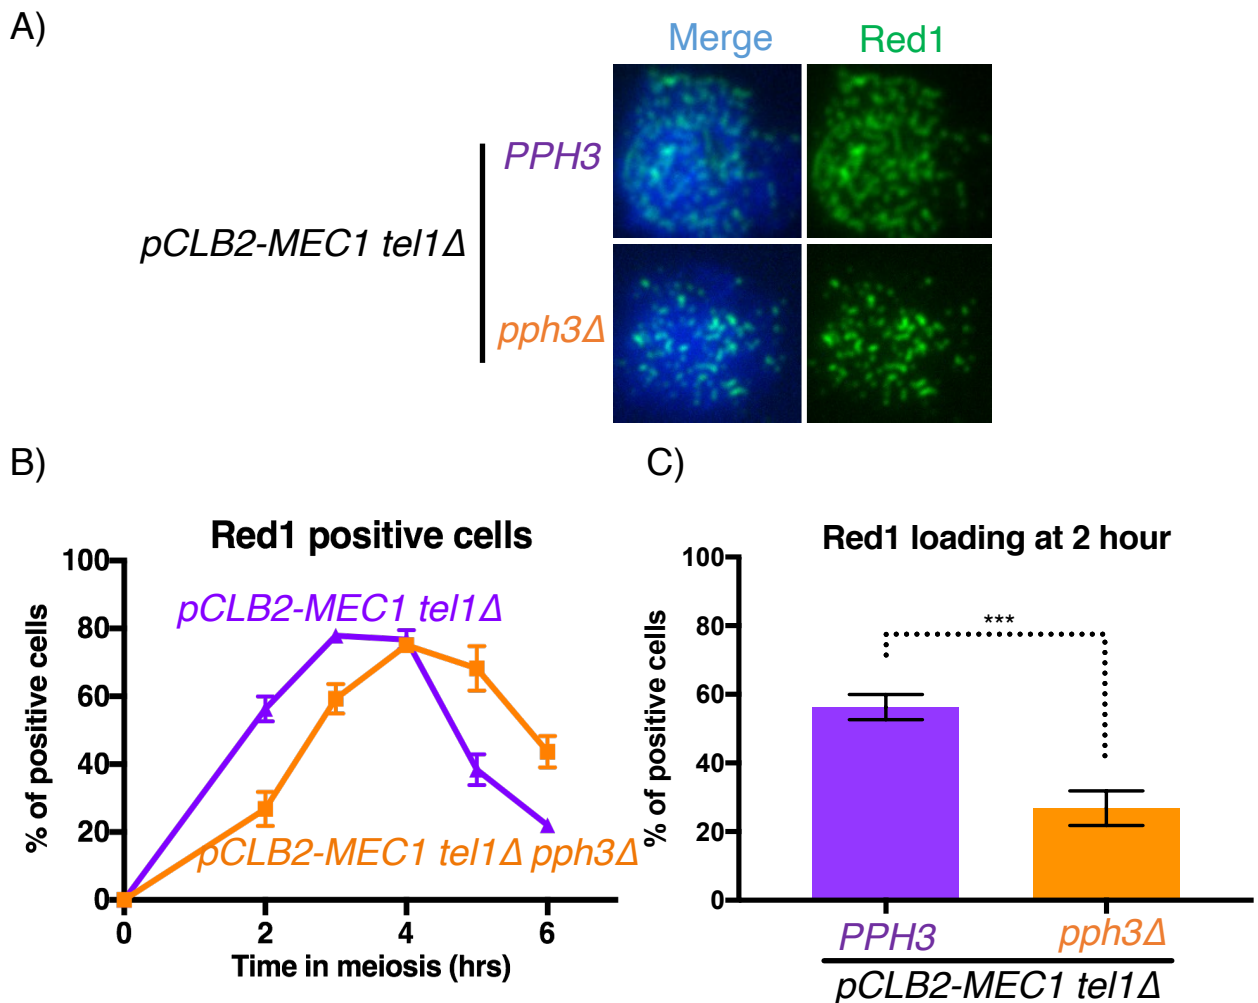 A)
Merge
Red1
PPH3
pCLB2-MEC1 tel1Δ
pph3Δ
B)
Red1 positive cells
% of positive cells
100
80
60
40
20
0
pCLB2-MEC1 tel1Δ
pCLB2-MEC1 tel1Δ pph3Δ
0 2 4 6
Time in meiosis (hrs)
C)
Red1 loading at 2 hour
% of positive cells
100
80
60
40
20
0
***
PPH3 pph3Δ
pCLB2-MEC1 tel1Δ